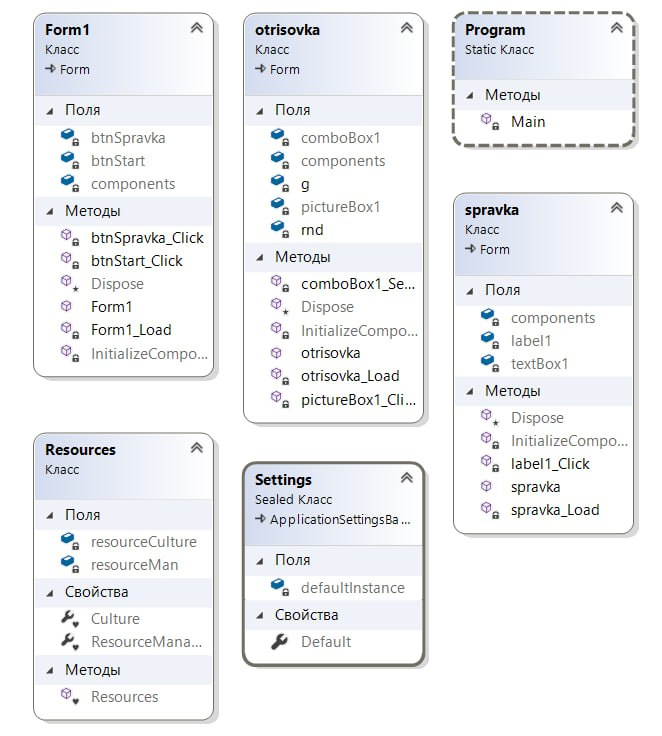 Form1
Класс
Form
Поля
btnSpravka
btnStart
components
Методы
btnSpravka_Click
btnStart_Click
Dispose
Form1
Form1_Load
InitializeCompo...
otrisovka
Класс
Form
Поля
comboBox1
components
g
pictureBox1
rnd
Методы
comboBox1_Se...
Dispose
InitializeCompo...
otrisovka
otrisovka_Load
pictureBox1_Cli...
Program
Static Класс
Методы
Main
spravka
Класс
Form
Поля
components
label1
textBox1
Методы
Dispose
InitializeCompo...
label1_Click
spravka
spravka_Load
Resources
Класс
Поля
resourceCulture
resourceMan
Свойства
Culture
ResourceMana...
Методы
Resources
Settings
Sealed Класс
ApplicationSettingsBa...
Поля
defaultInstance
Свойства
Default